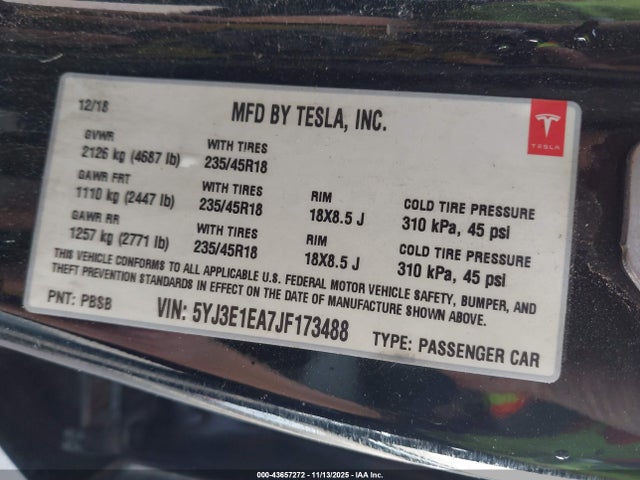 12/18
MFD BY TESLA, INC.
TESLA
GVWR
2126 kg (4687 lb)
WITH TIRES
235/45R18
GAWR FRT
1110 kg (2447 lb)
WITH TIRES
235/45R18
RIM
18X8.5 J
COLD TIRE PRESSURE
310 kPa, 45 psi
GAWR RR
1257 kg (2771 lb)
WITH TIRES
235/45R18
RIM
18X8.5 J
COLD TIRE PRESSURE
310 kPa, 45 psi
THIS VEHICLE CONFORMS TO ALL APPLICABLE U.S. FEDERAL MOTOR VEHICLE SAFETY, BUMPER, AND
THEFT PREVENTION STANDARDS IN EFFECT ON THE DATE OF MANUFACTURE SHOWN ABOVE.
PNT: PBSB
VIN: 5YJ3E1EA7JF173488
TYPE: PASSENGER CAR
000-43657272 - 11/13/2025 - IAA Inc.